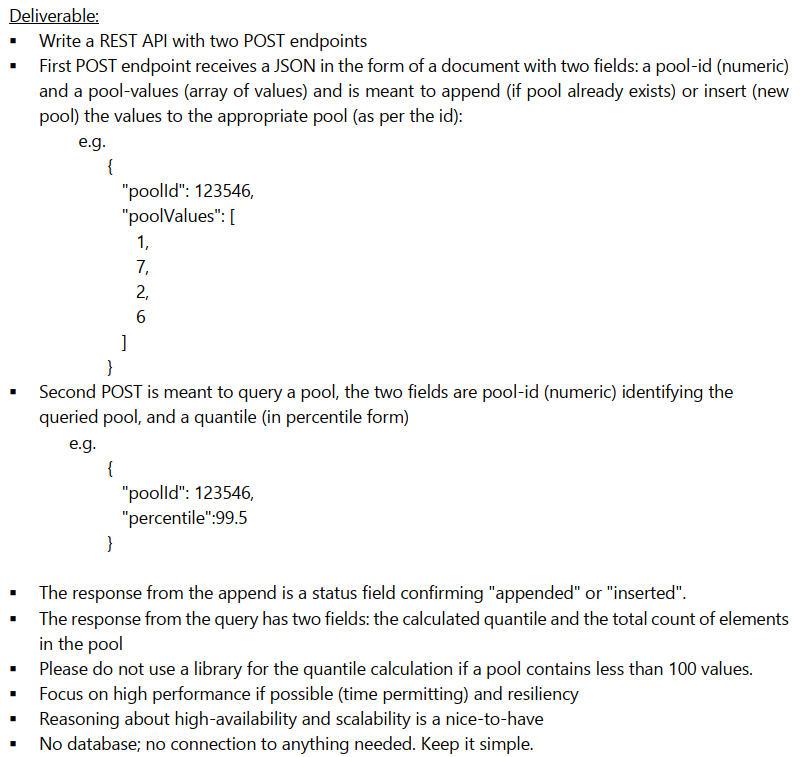 Deliverable:
▪ Write a REST API with two POST endpoints
▪ First POST endpoint receives a JSON in the form of a document with two fields: a pool-id (numeric)
and a pool-values (array of values) and is meant to append (if pool already exists) or insert (new
pool) the values to the appropriate pool (as per the id):
e.g.
{
"poolId": 123546,
"poolValues": [
1,
7,
2,
6
]
}
▪ Second POST is meant to query a pool, the two fields are pool-id (numeric) identifying the
queried pool, and a quantile (in percentile form)
e.g.
{
"poolId": 123546,
"percentile":99.5
}
▪ The response from the append is a status field confirming "appended" or "inserted".
▪ The response from the query has two fields: the calculated quantile and the total count of elements
in the pool
▪ Please do not use a library for the quantile calculation if a pool contains less than 100 values.
▪ Focus on high performance if possible (time permitting) and resiliency
▪ Reasoning about high-availability and scalability is a nice-to-have
▪ No database; no connection to anything needed. Keep it simple.